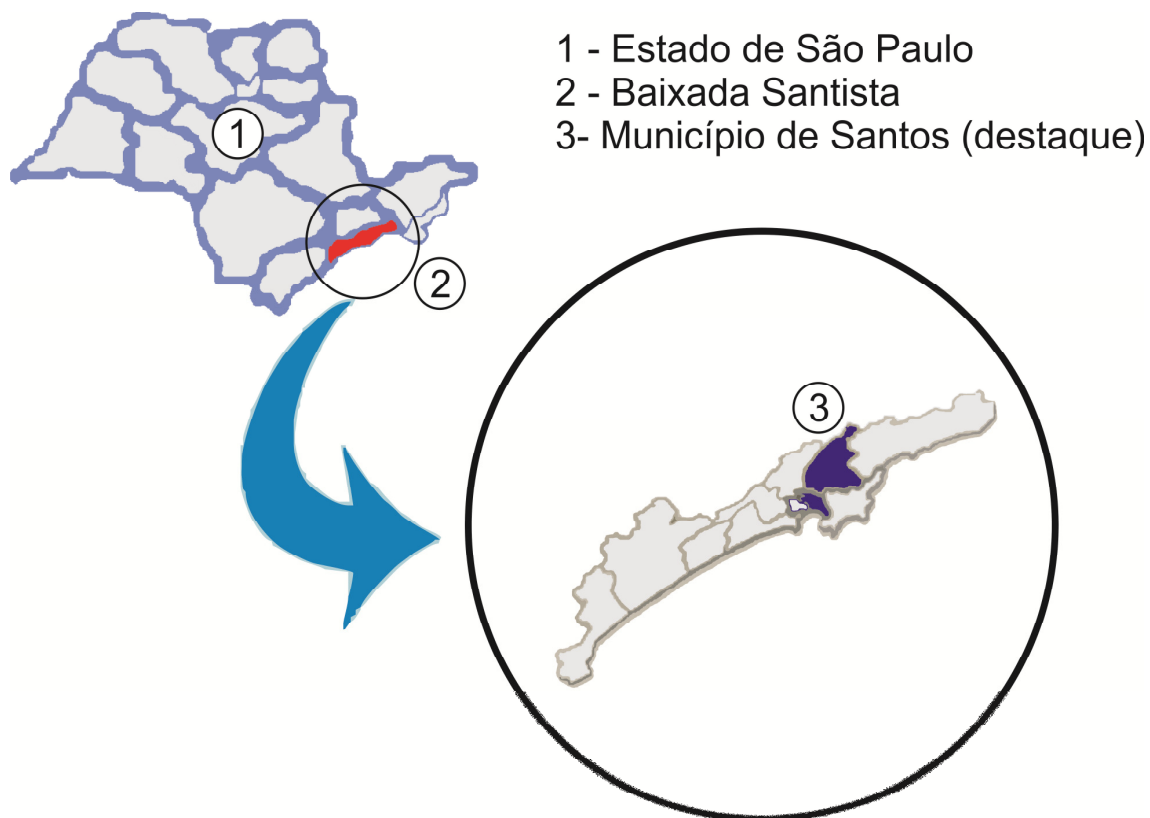 1 - Estado de São Paulo
2 - Baixada Santista
3- Município de Santos (destaque)
1
2
3